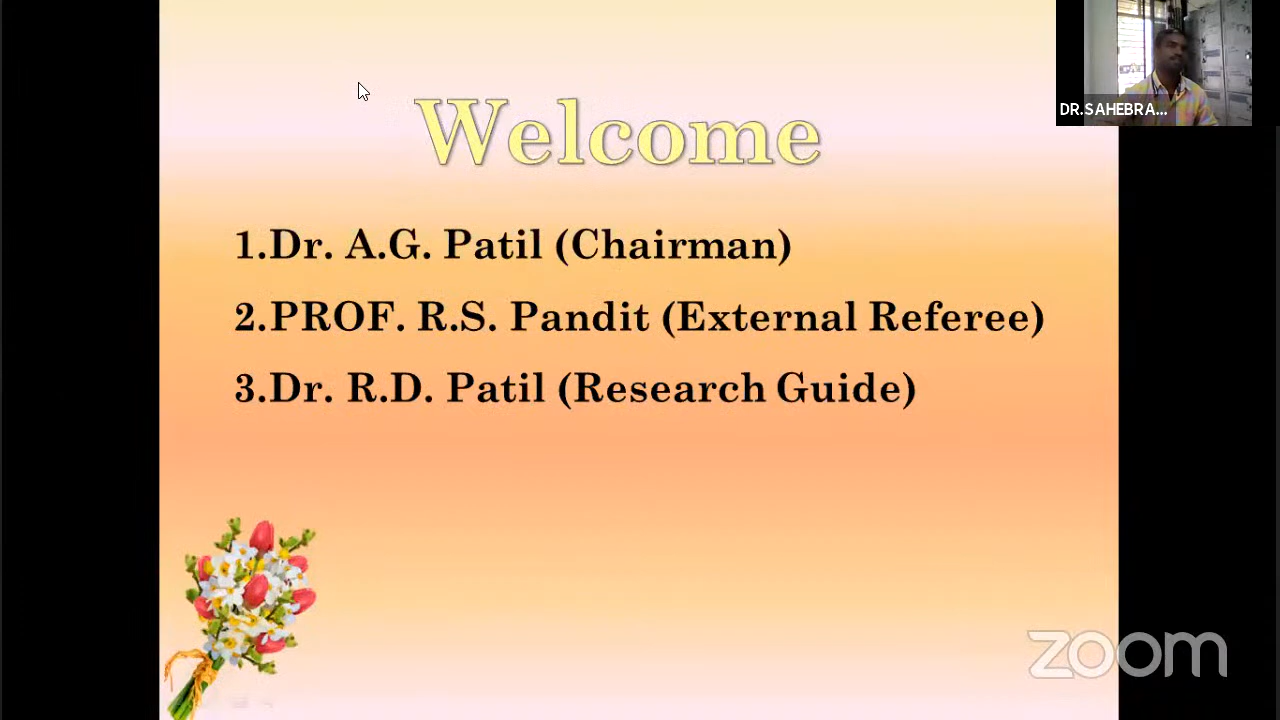 DR.SAHEBRA...
Welcome
1.Dr. A.G. Patil (Chairman)
2.PROF. R.S. Pandit (External Referee)
3.Dr. R.D. Patil (Research Guide)
zoom